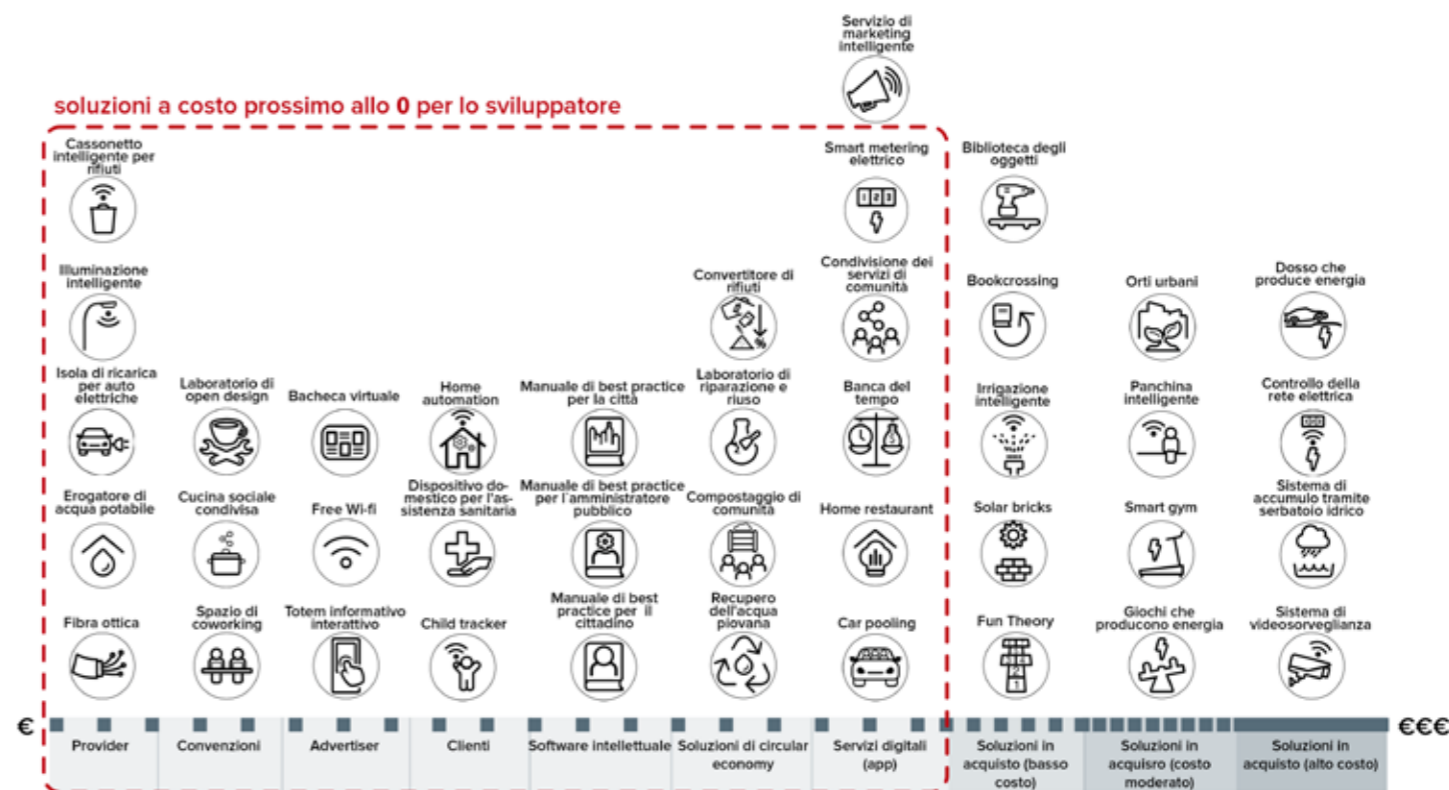 Servizio di
marketing
intelligente
soluzioni a costo prossimo allo 0 per lo sviluppatore
Cassonetto
intelligente per
rifiuti
Smart metering
elettrico
1 2 3
Biblioteca degli
oggetti
Illuminazione
intelligente
Convertitore di
rifiuti
%
Condivisione dei
servizi di
comunità
Bookcrossing
Orti urbani
Dosso che
produce energia
Isola di ricarica
per auto
elettriche
Laboratorio di
open design
Bacheca virtuale
Home
automation
Manuale di best practice
per la città
Laboratorio di
riparazione e
riuso
Banca del
tempo
Irrigazione
intelligente
Panchina
intelligente
Controllo della
rete elettrica
Erogatore di
acqua potabile
Cucina sociale
condivisa
Free Wi-fi
Dispositivo do-
mestico per l'as-
sistenza sanitaria
Manuale di best practice
per l'amministratore
pubblico
Compostaggio di
comunità
Home restaurant
Solar bricks
Smart gym
Sistema di
accumulo tramite
serbatoio idrico
Fibra ottica
Spazio di
coworking
Totem informativo
interattivo
Child tracker
Manuale di best
practice per il
cittadino
Recupero
dell'acqua
piovana
Car pooling
Fun Theory
2
1
Giochi che
producono energia
Sistema di
videosorveglianza
€
€€€
Provider
Convenzioni
Advertiser
Clienti
Software intellettuale
Soluzioni di circular
economy
Servizi digitali
(app)
Soluzioni in
acquisto (basso
costo)
Soluzioni in
acquisro (costo
moderato)
Soluzioni in
acquisto (alto costo)